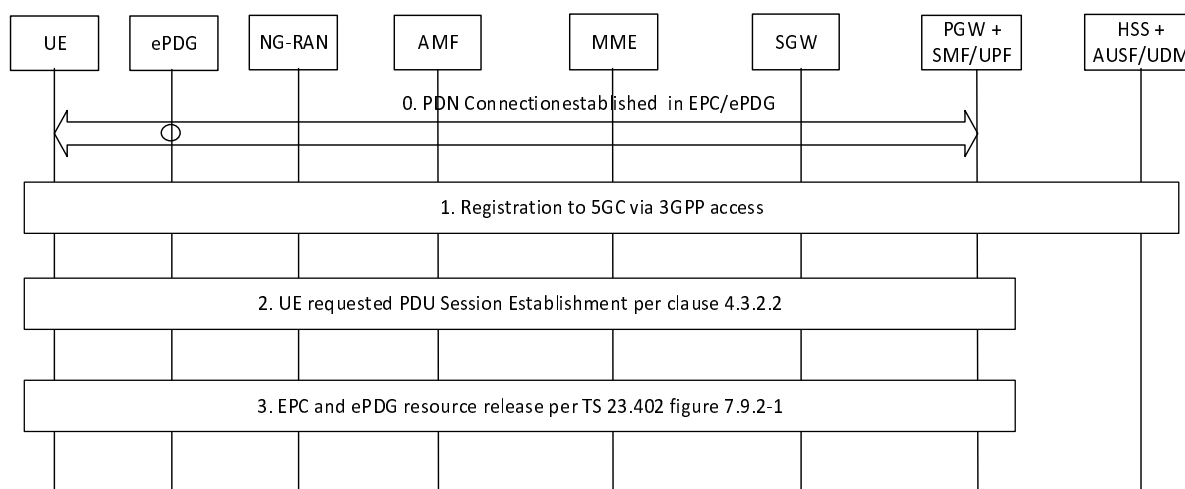 UE
ePDG
NG-RAN
AMF
MME
SGW
PGW +
SMF/UPF
HSS +
AUSF/UDM
0. PDN Connectionestablished in EPC/ePDG
1. Registration to 5GC via 3GPP access
2. UE requested PDU Session Establishment per clause 4.3.2.2
3. EPC and ePDG resource release per TS 23.402 figure 7.9.2-1